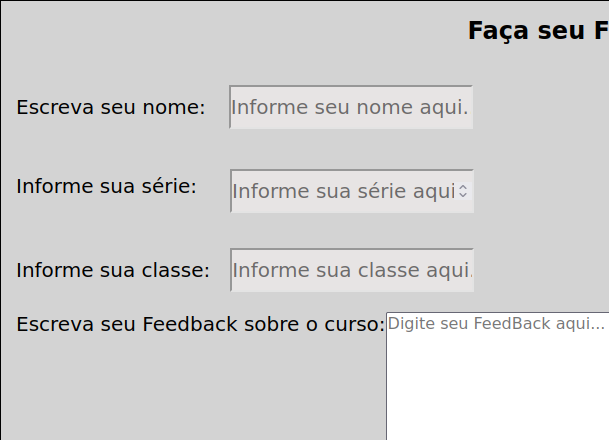 Faça seu F
Escreva seu nome: Informe seu nome aqui.
Informe sua série: Informe sua série aqui
Informe sua classe: Informe sua classe aqui.
Escreva seu Feedback sobre o curso: Digite seu FeedBack aqui...